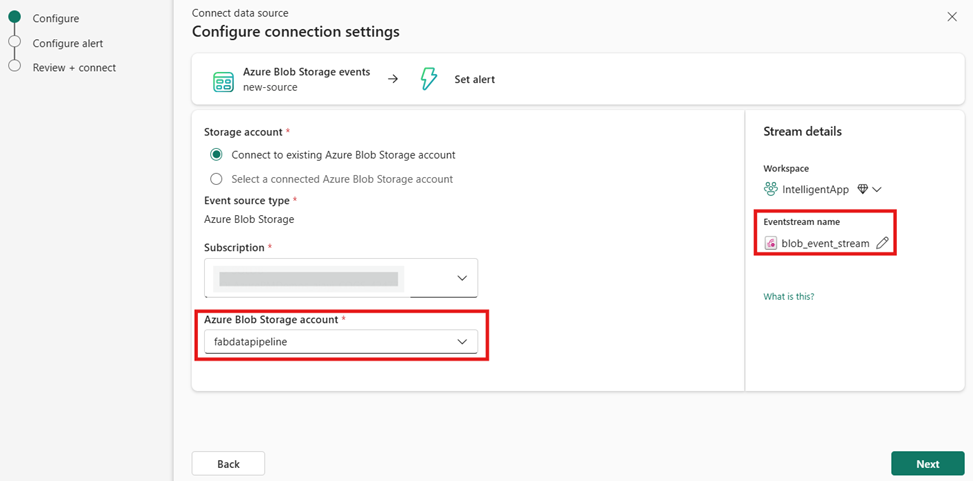 Configure
Configure alert
Review + connect
Connect data source
Configure connection settings
Azure Blob Storage events
new-source
Set alert
Storage account *
Connect to existing Azure Blob Storage account
Select a connected Azure Blob Storage account
Event source type *
Azure Blob Storage
Subscription *
Azure Blob Storage account *
fabdatapipeline
Stream details
Workspace
IntelligentApp
Eventstream name
blob_event_stream
What is this?
Back
Next